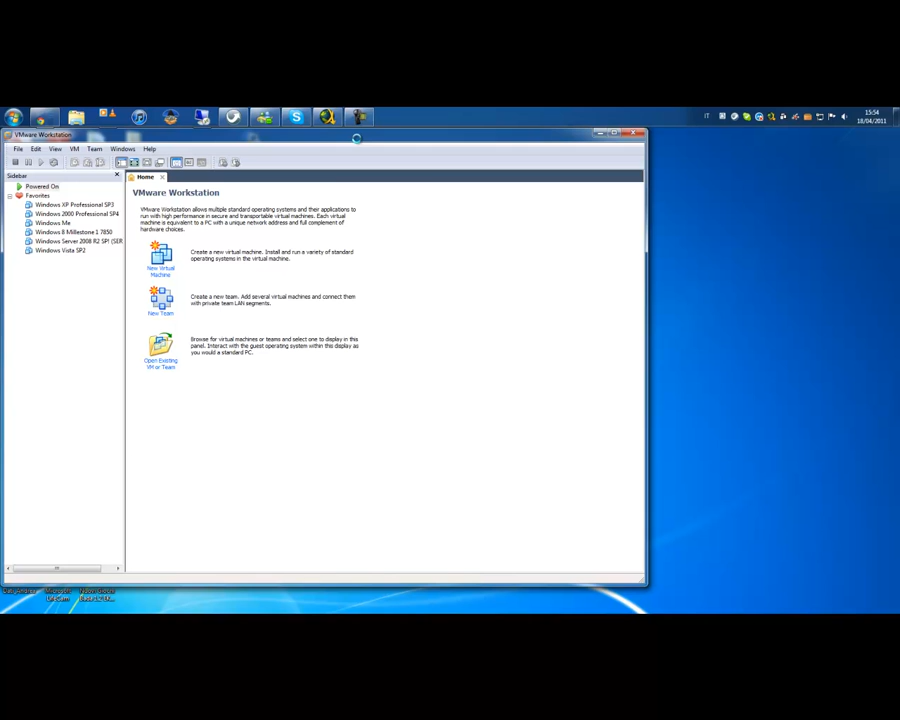 IT
15:54
18/04/2011
VMware Workstation
File Edit View VM Team Windows Help
Sidebar
Powered On
Favorites
Windows XP Professional SP3
Windows 2000 Professional SP4
Windows Me
Windows 8 Millestone 1 7850
Windows Server 2008 R2 SP! (SER
Windows Vista SP2
Home
VMware Workstation
VMware Workstation allows multiple standard operating systems and their applications to
run with high performance in secure and transportable virtual machines. Each virtual
machine is equivalent to a PC with a unique network address and full complement of
hardware choices.
New Virtual
Machine
Create a new virtual machine. Install and run a variety of standard
operating systems in the virtual machine.
New Team
Create a new team. Add several virtual machines and connect them
with private team LAN segments.
Open Existing
VM or Team
Browse for virtual machines or teams and select one to display in this
panel. Interact with the guest operating system within this display as
you would a standard PC.
Microsoft
LifeCam